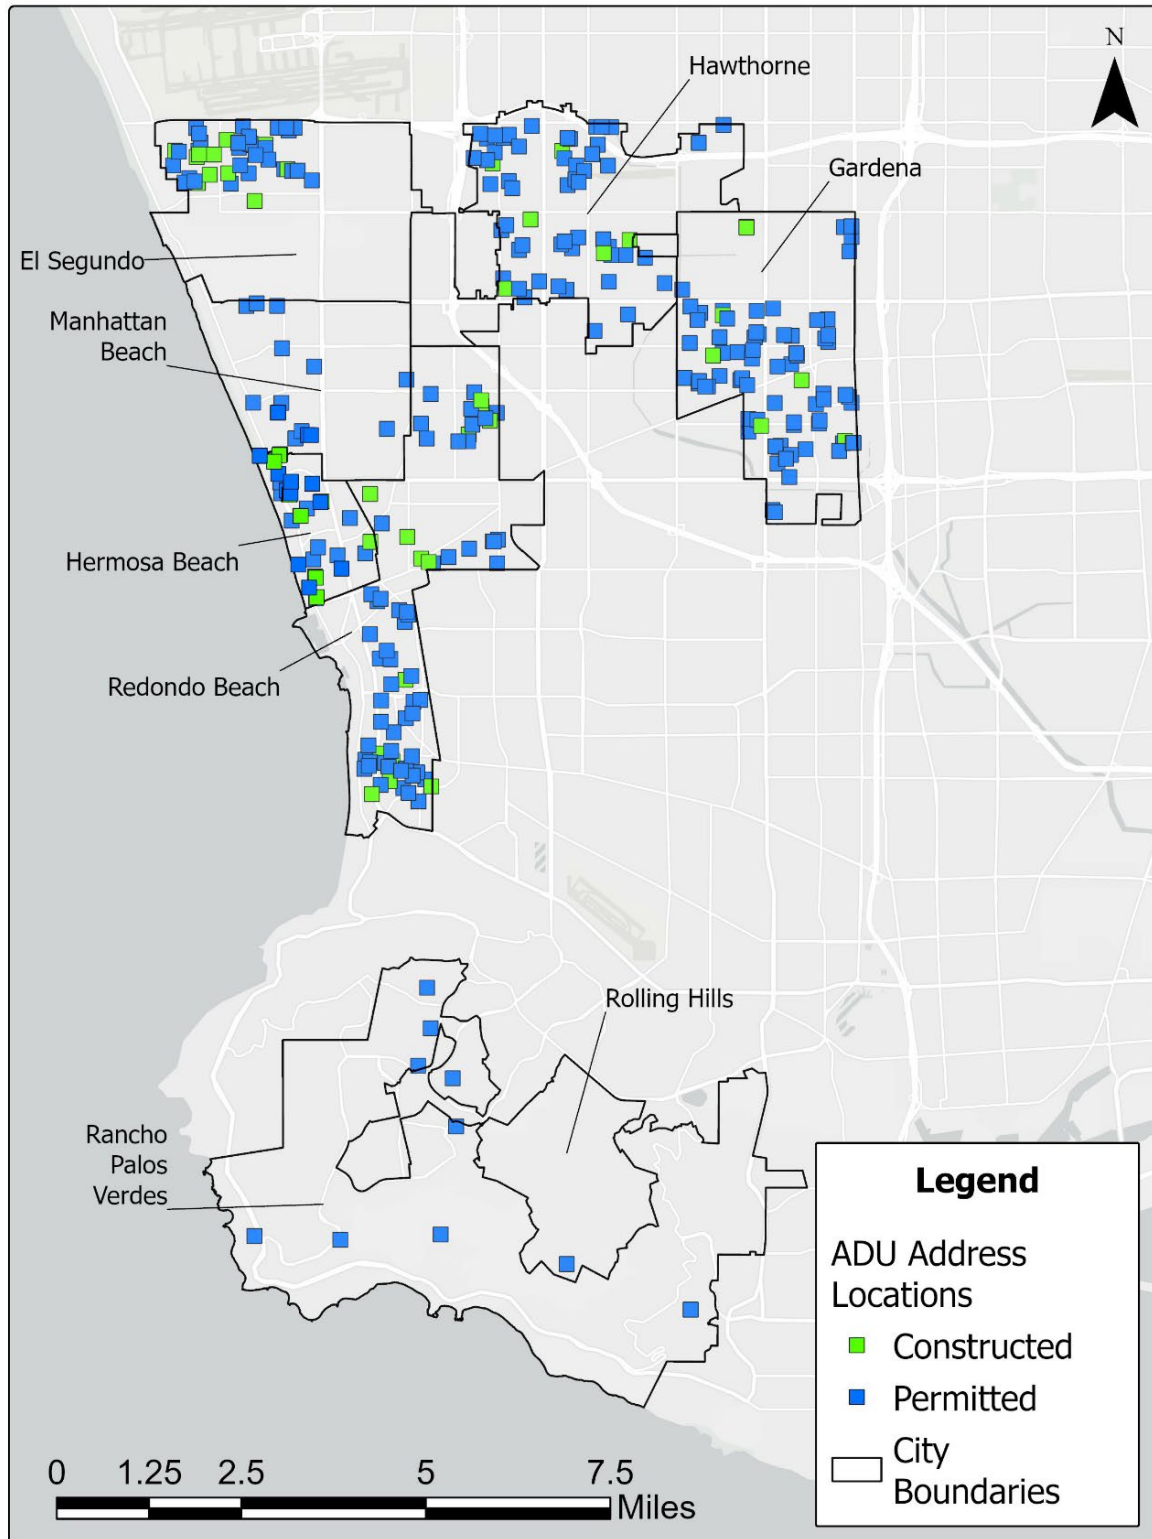 N
Hawthorne
Gardena
El Segundo
Manhattan
Beach
Hermosa Beach
Redondo Beach
Rolling Hills
Rancho
Palos
Verdes
Legend
ADU Address
Locations
Constructed
Permitted
City
Boundaries
0 1.25 2.5 5 7.5
Miles